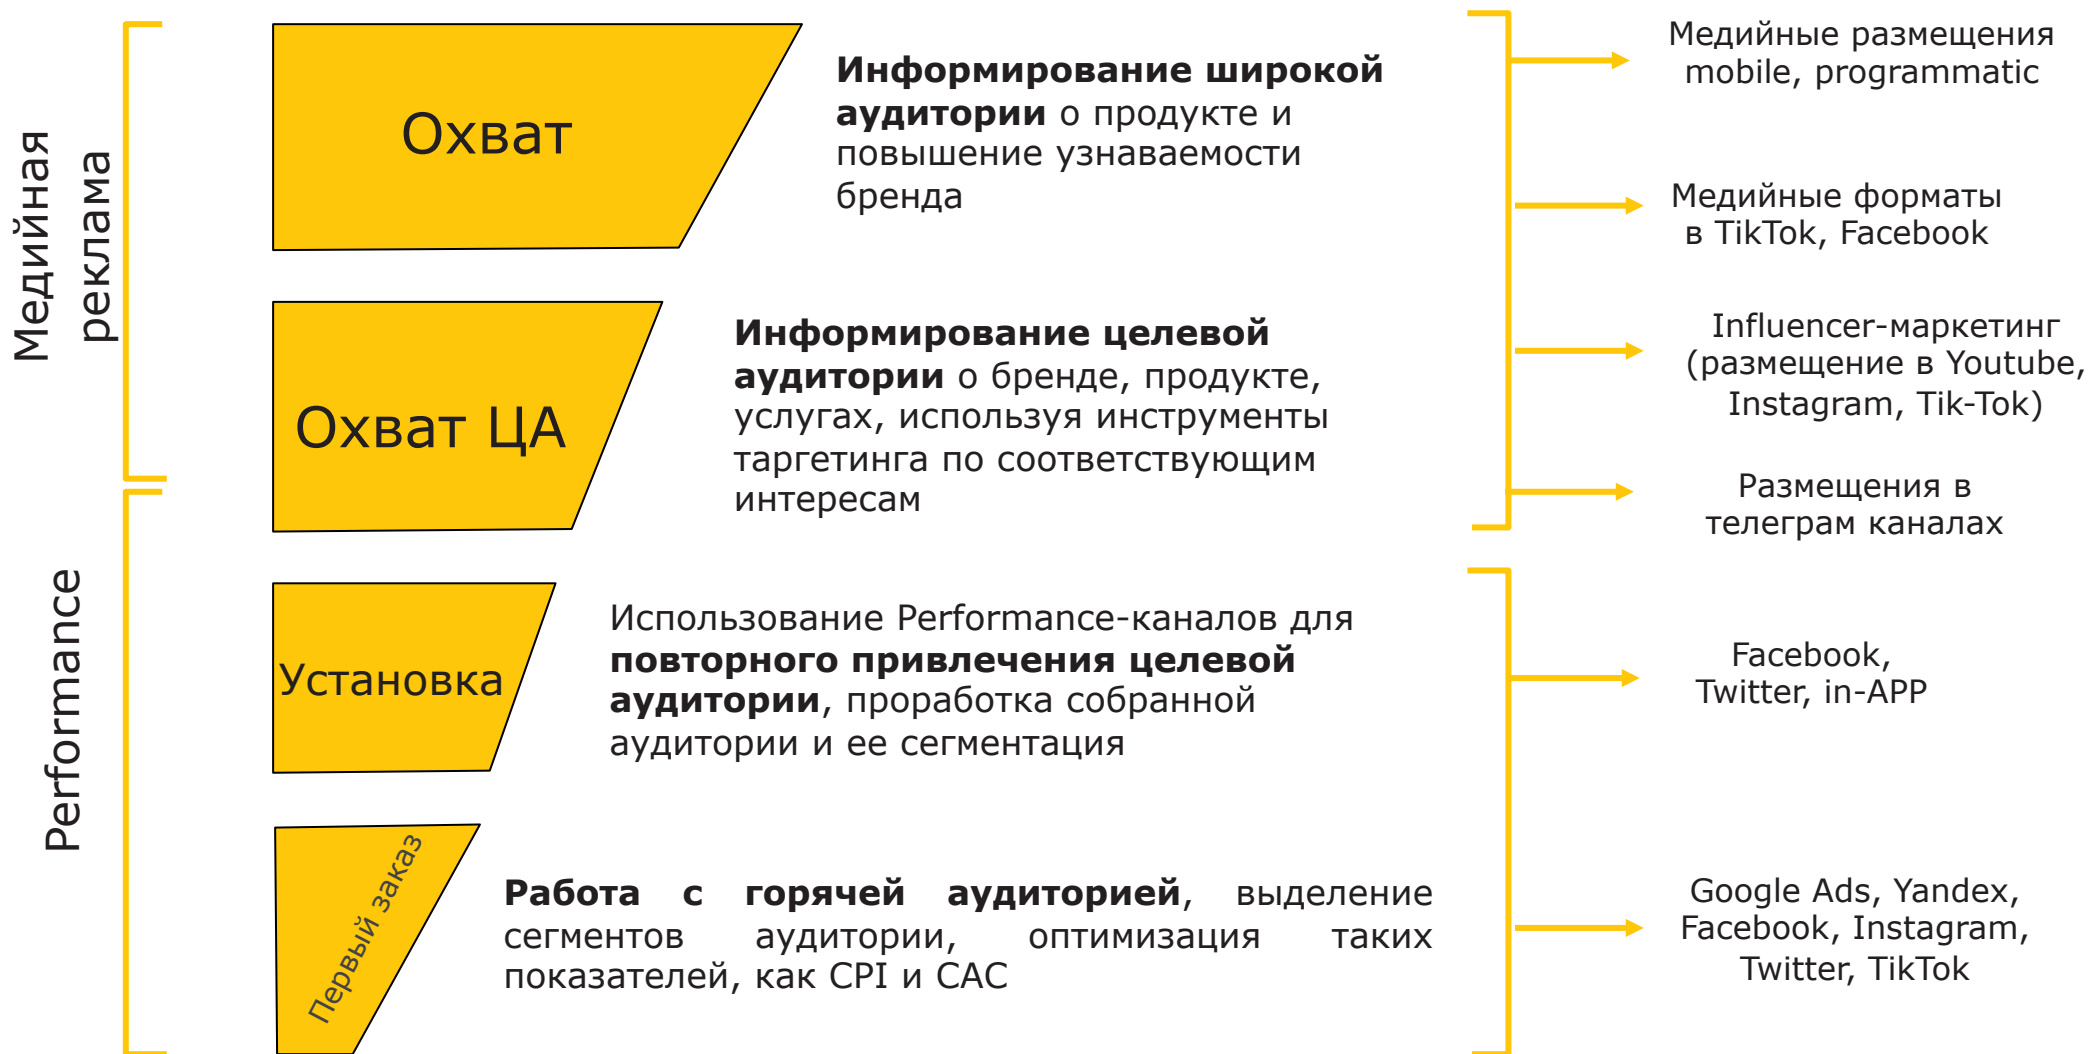 Медийная
реклама
Охват
Информирование широкой
аудитории о продукте и
повышение узнаваемости
бренда
Медийные размещения
mobile, programmatic
Медийные форматы
в TikTok, Facebook
Охват ЦА
Информирование целевой
аудитории о бренде, продукте,
услугах, используя инструменты
таргетинга по соответствующим
интересам
Influencer-маркетинг
(размещение в Youtube,
Instagram, Tik-Tok)
Размещения в
телеграм каналах
Performance
Установка
Использование Performance-каналов для
повторного привлечения целевой
аудитории, проработка собранной
аудитории и ее сегментация
Facebook,
Twitter, in-APP
Первый заказ
Работа с горячей аудиторией, выделение
сегментов аудитории, оптимизация таких
показателей, как CPI и CAC
Google Ads, Yandex,
Facebook, Instagram,
Twitter, TikTok